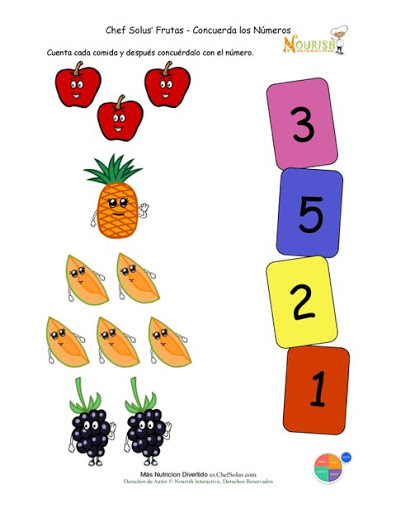 Chef Solus' Frutas - Concuerda los Números
NOURISH
Cuenta cada comida y después concuérdalo con el número.
3
5
2
1
Más Nutricion Divertido es.ChefSolus.com
Derechos de Autor © Nourish Interactive, Derechos Reservados